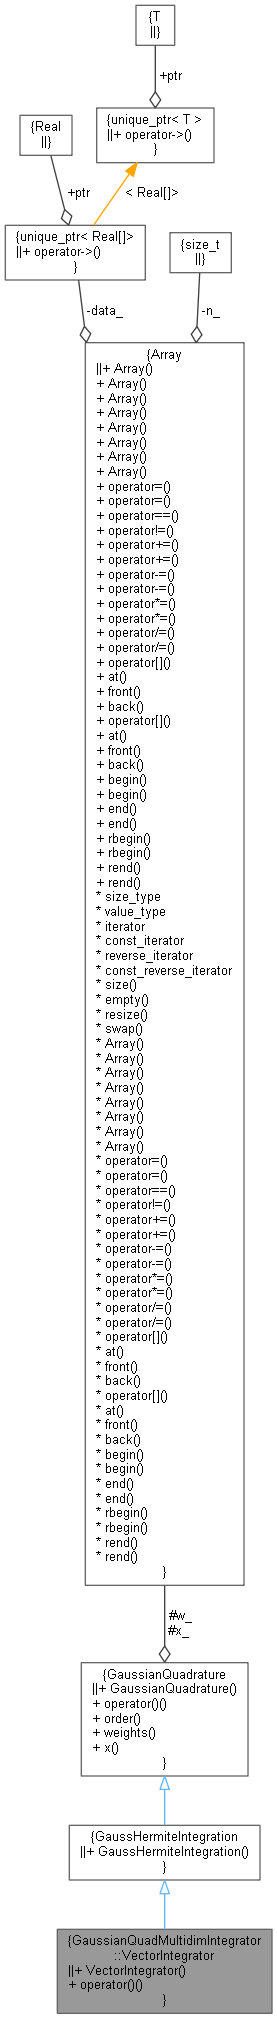 {T
||}
+ptr
{unique_ptr< T >
||+ operator->()
}
{Real
||}
+ptr
< Real[]>
{unique_ptr< Real[]>
||+ operator->()
}
{size_t
||}
-data_
-n_
{Array
||+ Array()
+ Array()
+ Array()
+ Array()
+ Array()
+ Array()
+ Array()
+ Array()
+ operator=()
+ operator=()
+ operator==()
+ operator!=()
+ operator+=()
+ operator+=()
+ operator-=()
+ operator-=()
+ operator*=()
+ operator*=()
+ operator/=()
+ operator/=()
+ operator[]()
+ at()
+ front()
+ back()
+ operator[]()
+ at()
+ front()
+ back()
+ begin()
+ begin()
+ end()
+ end()
+ rbegin()
+ rbegin()
+ rend()
+ rend()
* size_type
* value_type
* iterator
* const_iterator
* reverse_iterator
* const_reverse_iterator
* size()
* empty()
* resize()
* swap()
* Array()
* Array()
* Array()
* Array()
* Array()
* Array()
* Array()
* Array()
* operator=()
* operator=()
* operator==()
* operator!=()
* operator+=()
* operator+=()
* operator-=()
* operator-=()
* operator*=()
* operator*=()
* operator/=()
* operator/=()
* operator[]()
* at()
* front()
* back()
* operator[]()
* at()
* front()
* back()
* begin()
* begin()
* end()
* end()
* rbegin()
* rbegin()
* rend()
* rend()
}
#w_
#x_
{GaussianQuadrature
||+ GaussianQuadrature()
+ operator()()
+ order()
+ weights()
+ x()
}
{GaussHermiteIntegration
||+ GaussHermiteIntegration()
}
{GaussianQuadMultidimIntegrator
::VectorIntegrator
||+ VectorIntegrator()
+ operator()()
}